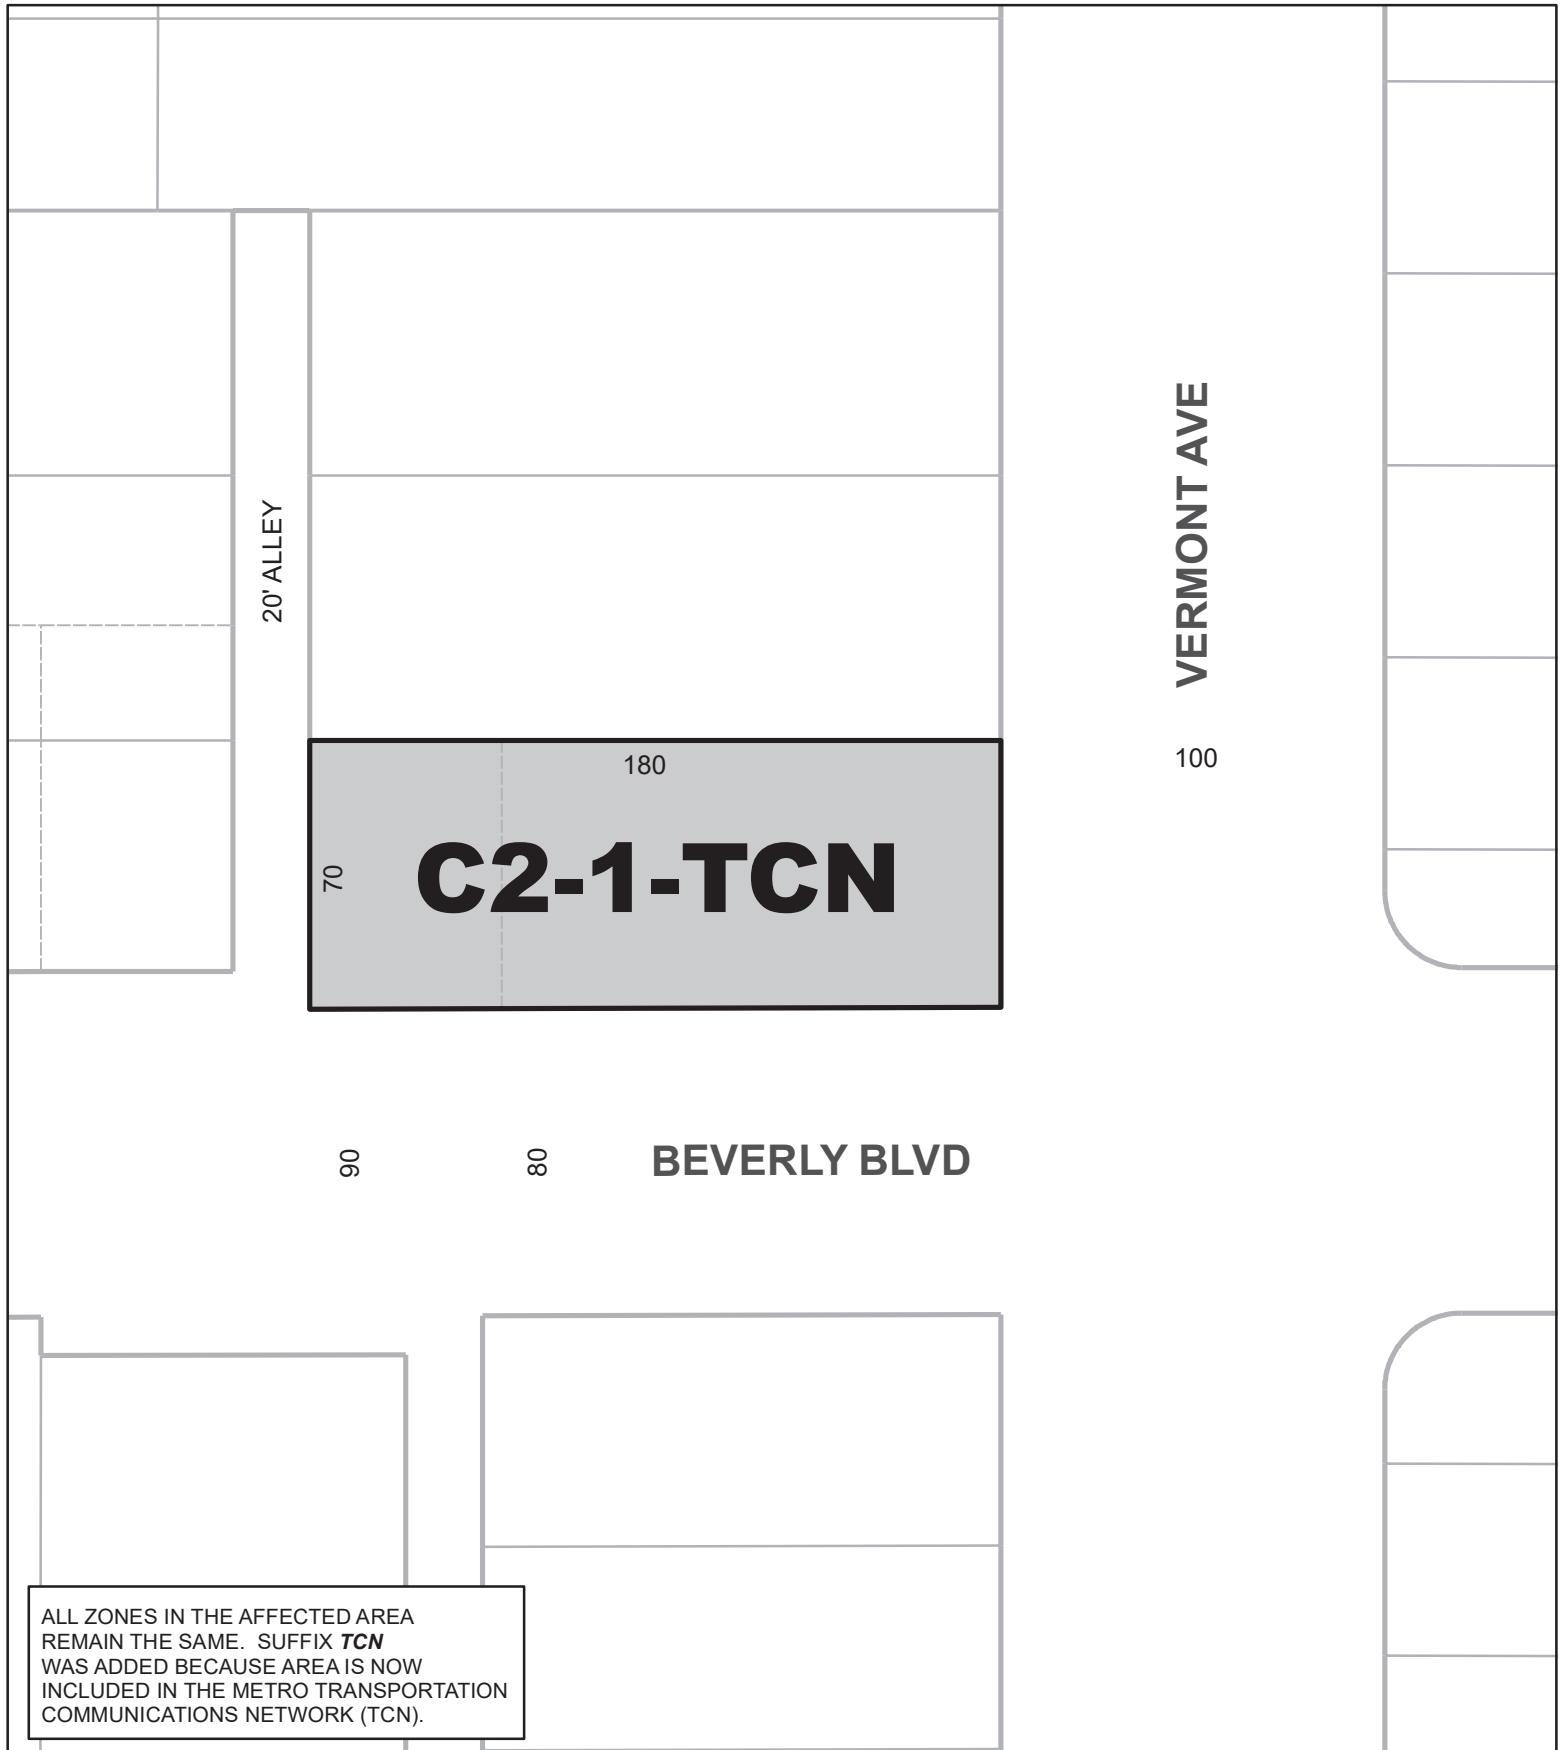 VERMONT AVE
20' ALLEY
180
100
C2-1-TCN
70
90
80
BEVERLY BLVD
ALL ZONES IN THE AFFECTED AREA
REMAIN THE SAME.  SUFFIX TCN
WAS ADDED BECAUSE AREA IS NOW
INCLUDED IN THE METRO TRANSPORTATION
COMMUNICATIONS NETWORK (TCN).